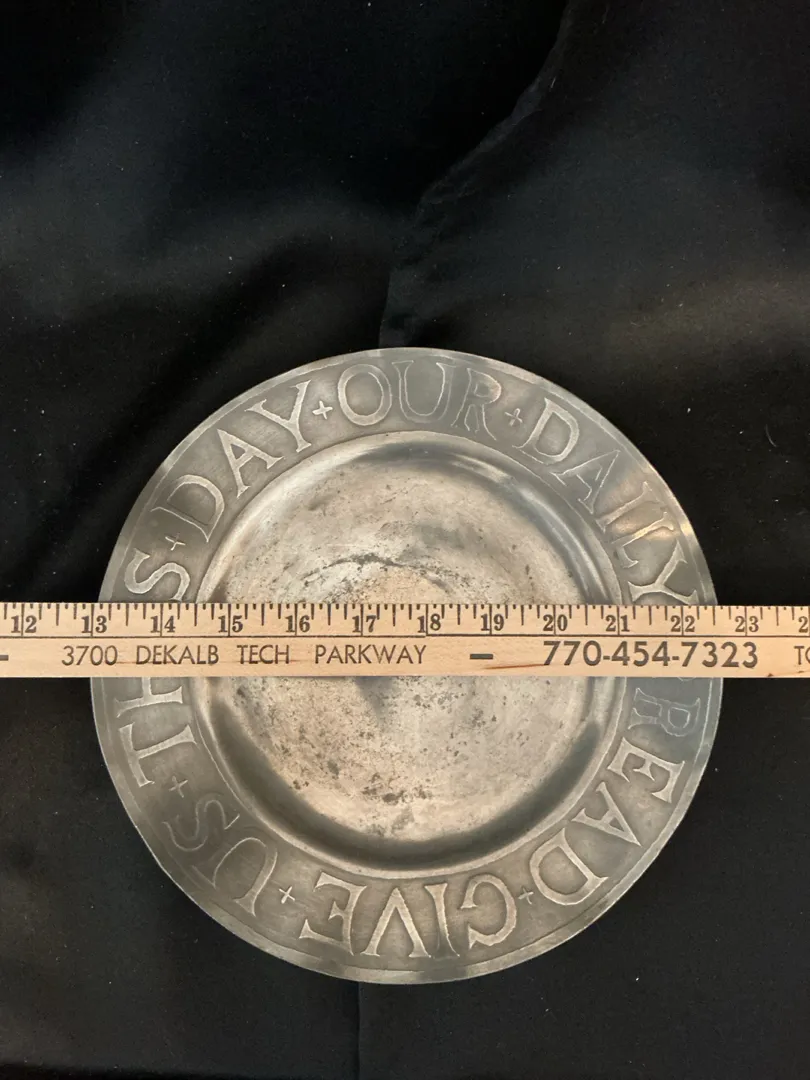 GIVE + US + THIS + DAY + OUR + DAILY BREAD +
12 13 14 15 16 17 18 19 20 21 22 23
3700 DEKALB TECH PARKWAY — 770-454-7323